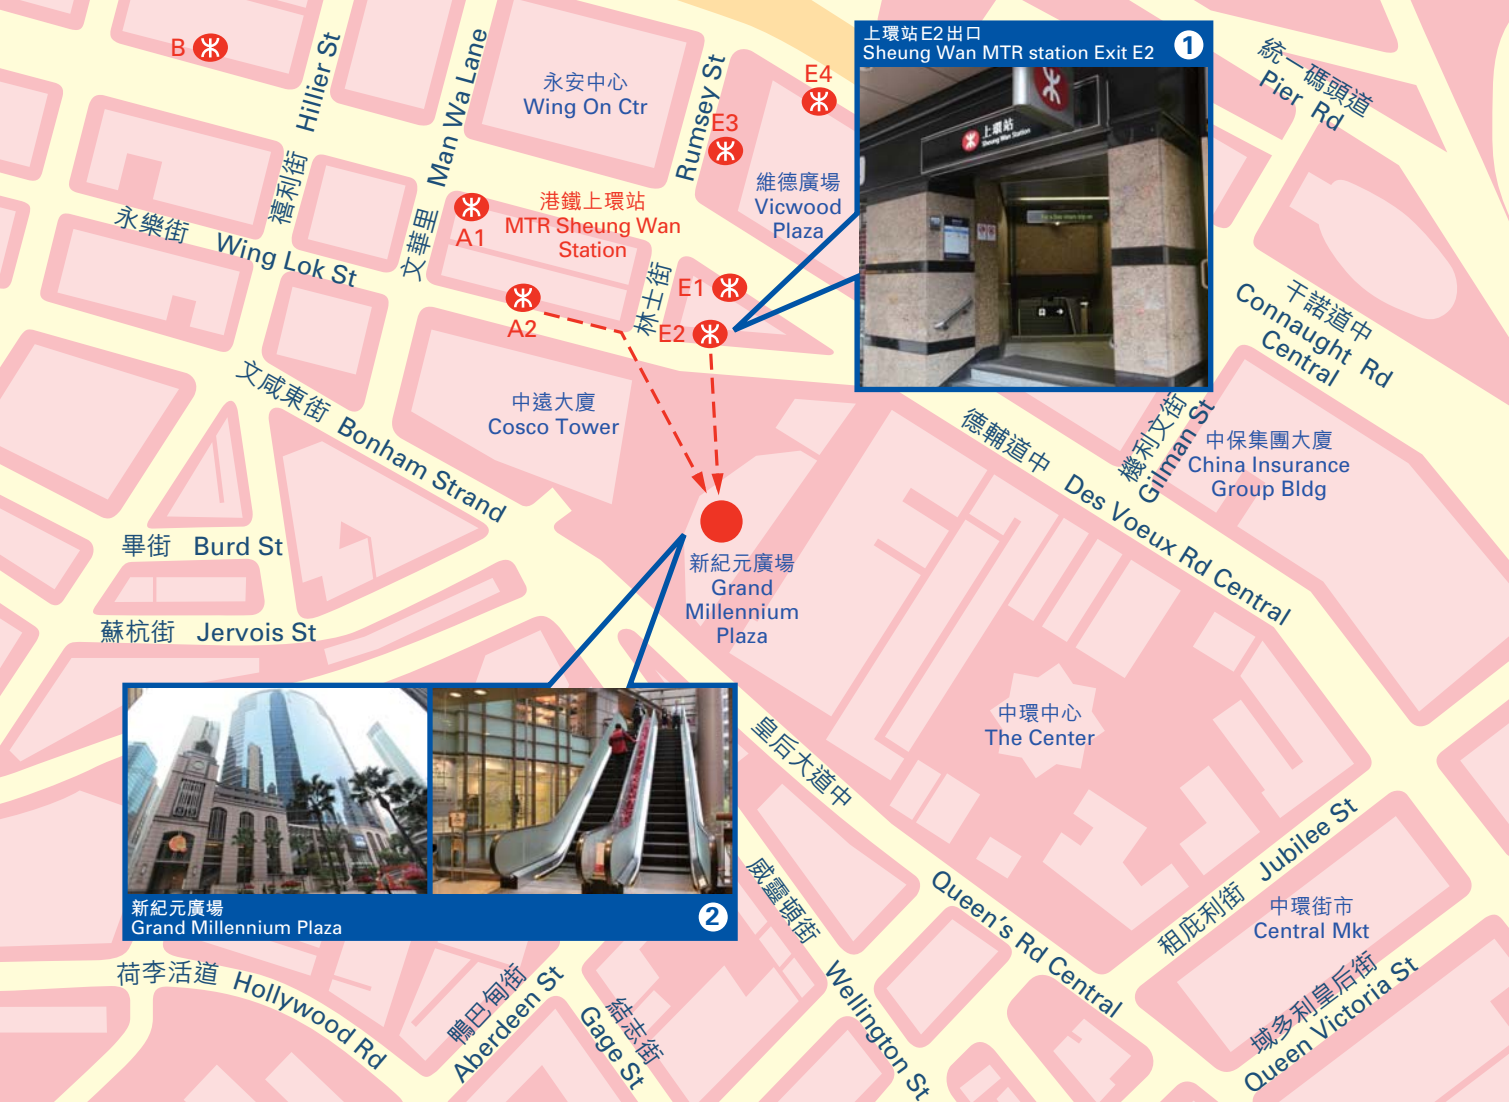 B
禧利街 Hillier St
文華里 Man Wa Lane
永安中心
Wing On Ctr
Rumsey St
E3
E4
上環站E2出口
Sheung Wan MTR station Exit E2
1
上環站
Sheung Wan Station
統一碼頭道
Pier Rd
維德廣場
Vicwood
Plaza
港鐵上環站
MTR Sheung Wan
Station
A1
A2
永樂街 Wing Lok St
林士街
E1
E2
干諾道中
Connaught Rd
Central
文咸東街 Bonham Strand
中遠大廈
Cosco Tower
德輔道中 Des Voeux Rd Central
機利文街
Gilman St
中保集團大廈
China Insurance
Group Bldg
畢街 Burd St
蘇杭街 Jervois St
新紀元廣場
Grand
Millennium
Plaza
中環中心
The Center
皇后大道中
Queen's Rd Central
新紀元廣場
Grand Millennium Plaza
2
威靈頓街
Wellington St
租庇利街 Jubilee St
中環街市
Central Mkt
域多利皇后街
Queen Victoria St
荷李活道 Hollywood Rd
鴨巴甸街
Aberdeen St
結志街
Gage St